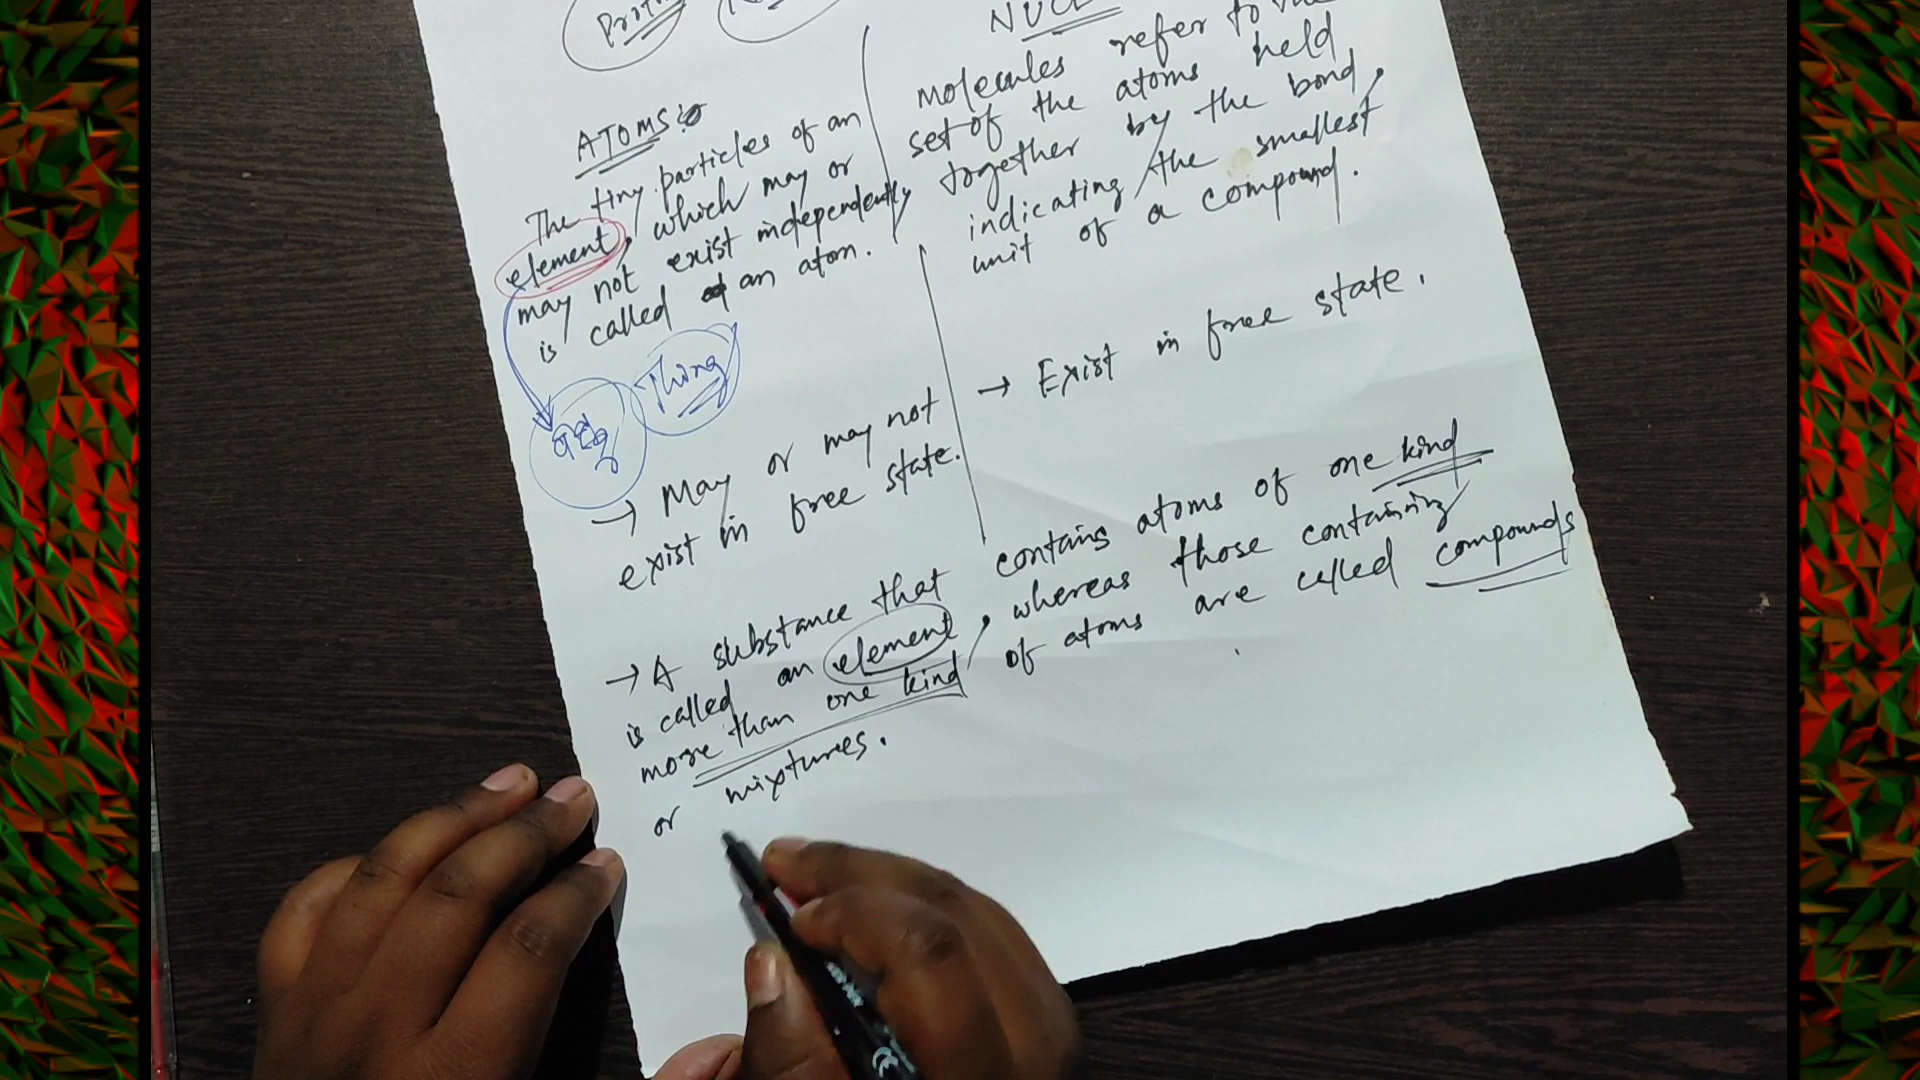 ATOMS:
The tiny particles of an
element, which may or
may not exist independently
is called an atom.
Thing
molecules refer to the
set of the atoms held
together by the bond,
indicating the smallest
unit of a compound.
→ May or may not
exist in free state.
→ Exist in free state.
→ A substance that contains atoms of one kind
is called an element, whereas those containing
more than one kind of atoms are called compounds
or mixtures.